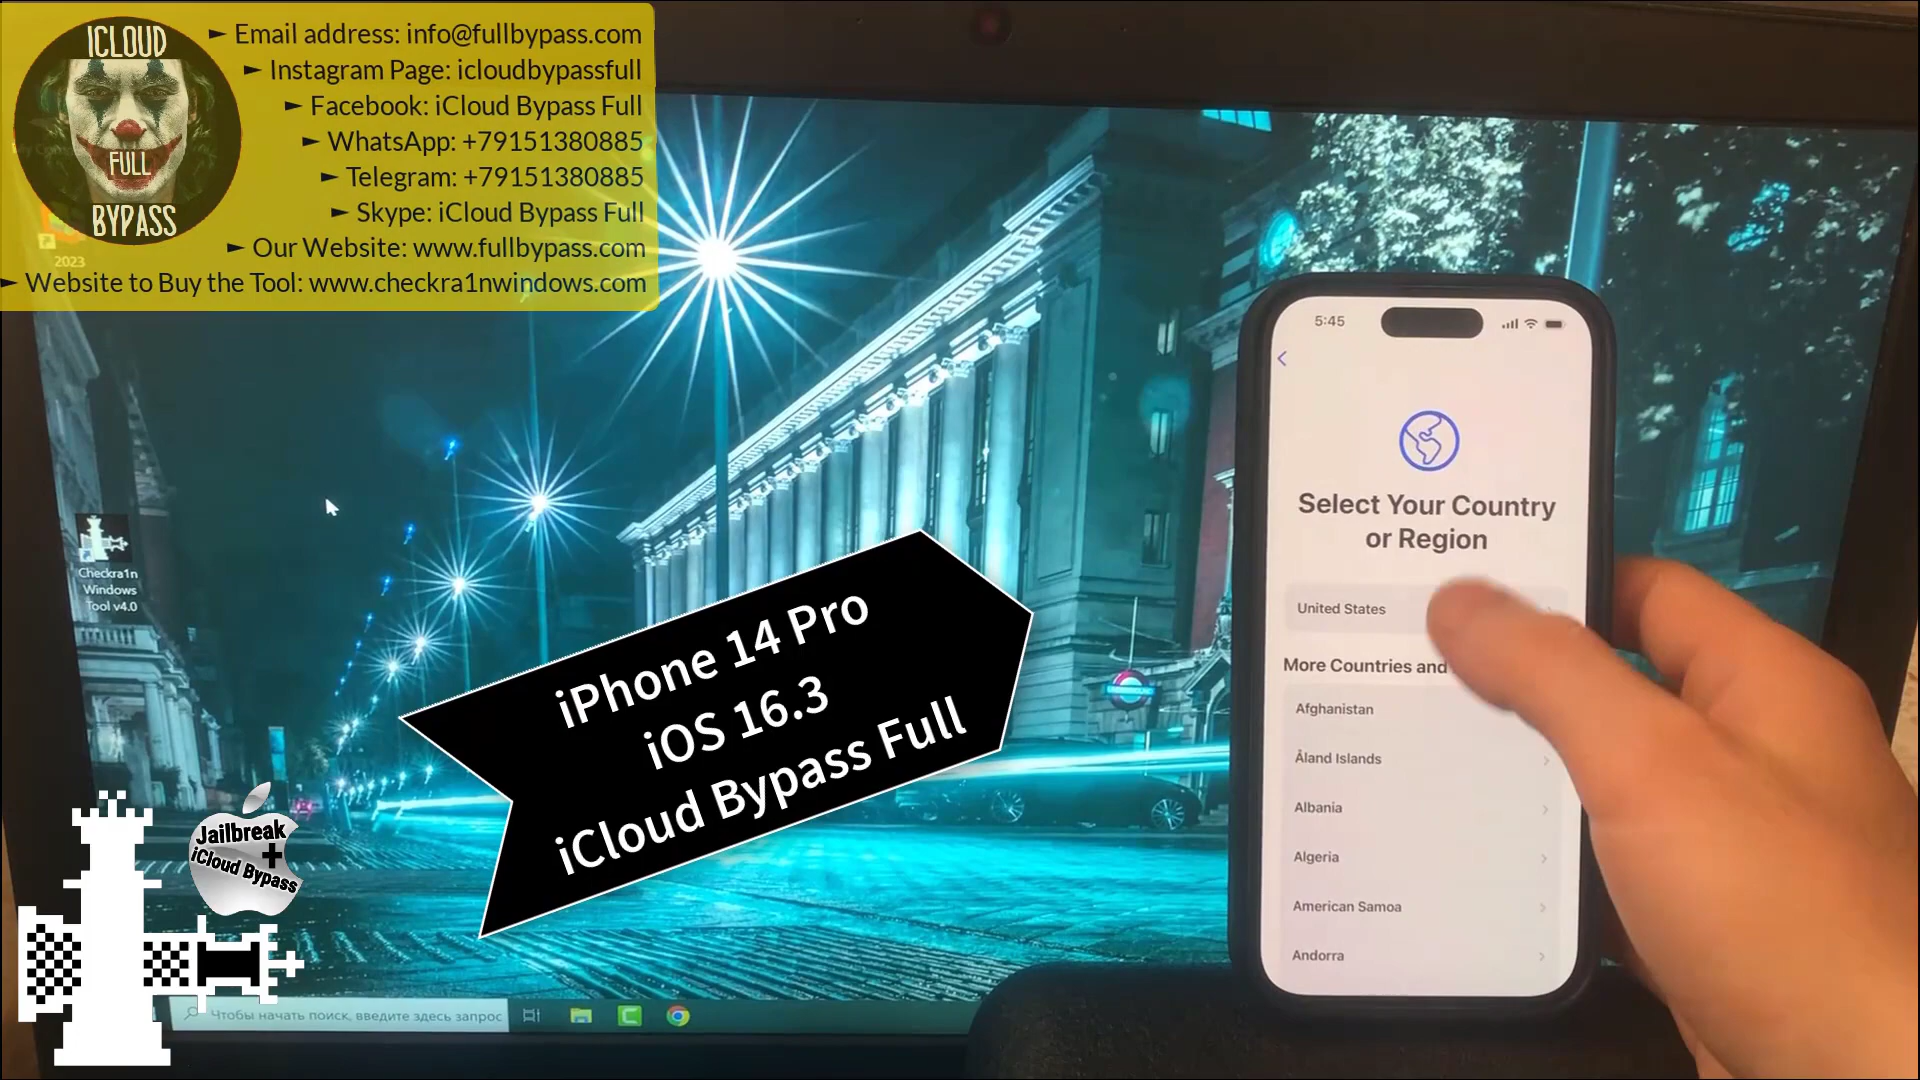 ICLOUD
FULL
BYPASS
► Email address: info@fullbypass.com
► Instagram Page: icloudbypassfull
► Facebook: iCloud Bypass Full
► WhatsApp: +79151380885
► Telegram: +79151380885
► Skype: iCloud Bypass Full
► Our Website: www.fullbypass.com
► Website to Buy the Tool: www.checkra1nwindows.com
2023
Checkra1n
Windows
Tool v4.0
iPhone 14 Pro
iOS 16.3
iCloud Bypass Full
5:45
Select Your Country
or Region
United States
More Countries and
Afghanistan
Åland Islands
Albania
Algeria
American Samoa
Andorra
Jailbreak
+
iCloud Bypass
Чтобы начать поиск, введите здесь запрос